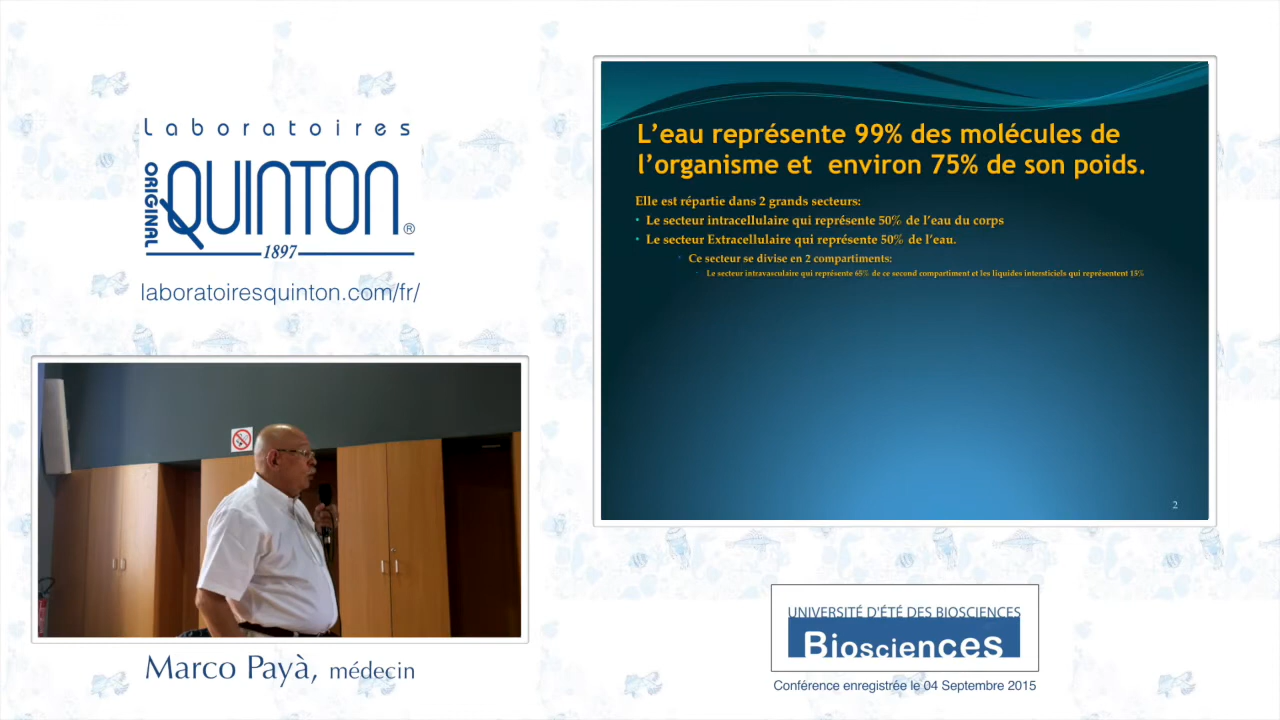 Laboratoires
ORIGINAL
QUINTON®
1897
laboratoiresquinton.com/fr/
Marco Payà, médecin
L'eau représente 99% des molécules de
l'organisme et environ 75% de son poids.
Elle est répartie dans 2 grands secteurs:
• Le secteur intracellulaire qui représente 50% de l'eau du corps
• Le secteur Extracellulaire qui représente 50% de l'eau.
• Ce secteur se divise en 2 compartiments:
• Le secteur intravasculaire qui représente 65% de ce second compartiment et les liquides intersticiels qui représentent 15%
2
UNIVERSITÉ D'ÉTÉ DES BIOSCIENCES
Biosciences
Conférence enregistrée le 04 Septembre 2015